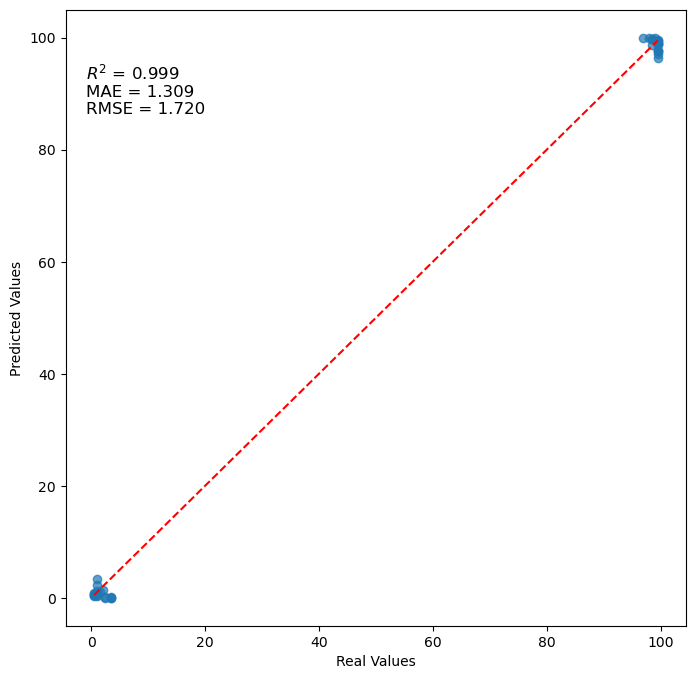 100
80
60
40
20
0
Predicted Values
R² = 0.999
MAE = 1.309
RMSE = 1.720
0 20 40 60 80 100
Real Values